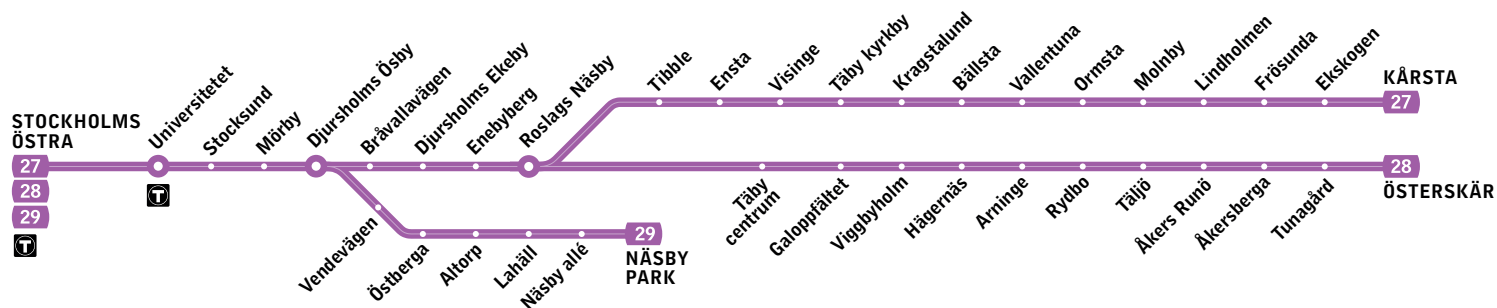 STOCKHOLMS
ÖSTRA
27
28
29
T
Universitetet
T
Stocksund
Mörby
Djursholms Ösby
Bråvallavägen
Djursholms Ekeby
Enebyberg
Roslags Näsby
Tibble
Ensta
Visinge
Täby kyrkby
Kragstalund
Bällsta
Vallentuna
Ormsta
Molnby
Lindholmen
Frösunda
Ekskogen
KÅRSTA
27
Täby
centrum
Galoppfältet
Viggbyholm
Hägernäs
Arninge
Rydbo
Täljö
Åkers Runö
Åkersberga
Tunagård
28
ÖSTERSKÄR
Vendevägen
Östberga
Altorp
Lahäll
Näsby allé
29
NÄSBY
PARK